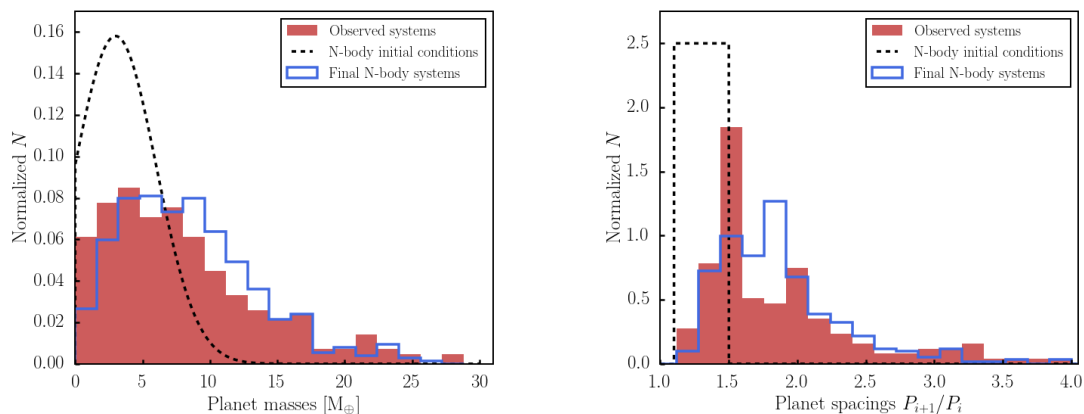 0.16
0.14
0.12
0.10
0.08
0.06
0.04
0.02
0.00
Normalized N
Observed systems
N-body initial conditions
Final N-body systems
0 5 10 15 20 25 30
Planet masses [M⊕]
2.5
2.0
1.5
1.0
0.5
0.0
Normalized N
Observed systems
N-body initial conditions
Final N-body systems
1.0 1.5 2.0 2.5 3.0 3.5 4.0
Planet spacings P_{i+1}/P_i